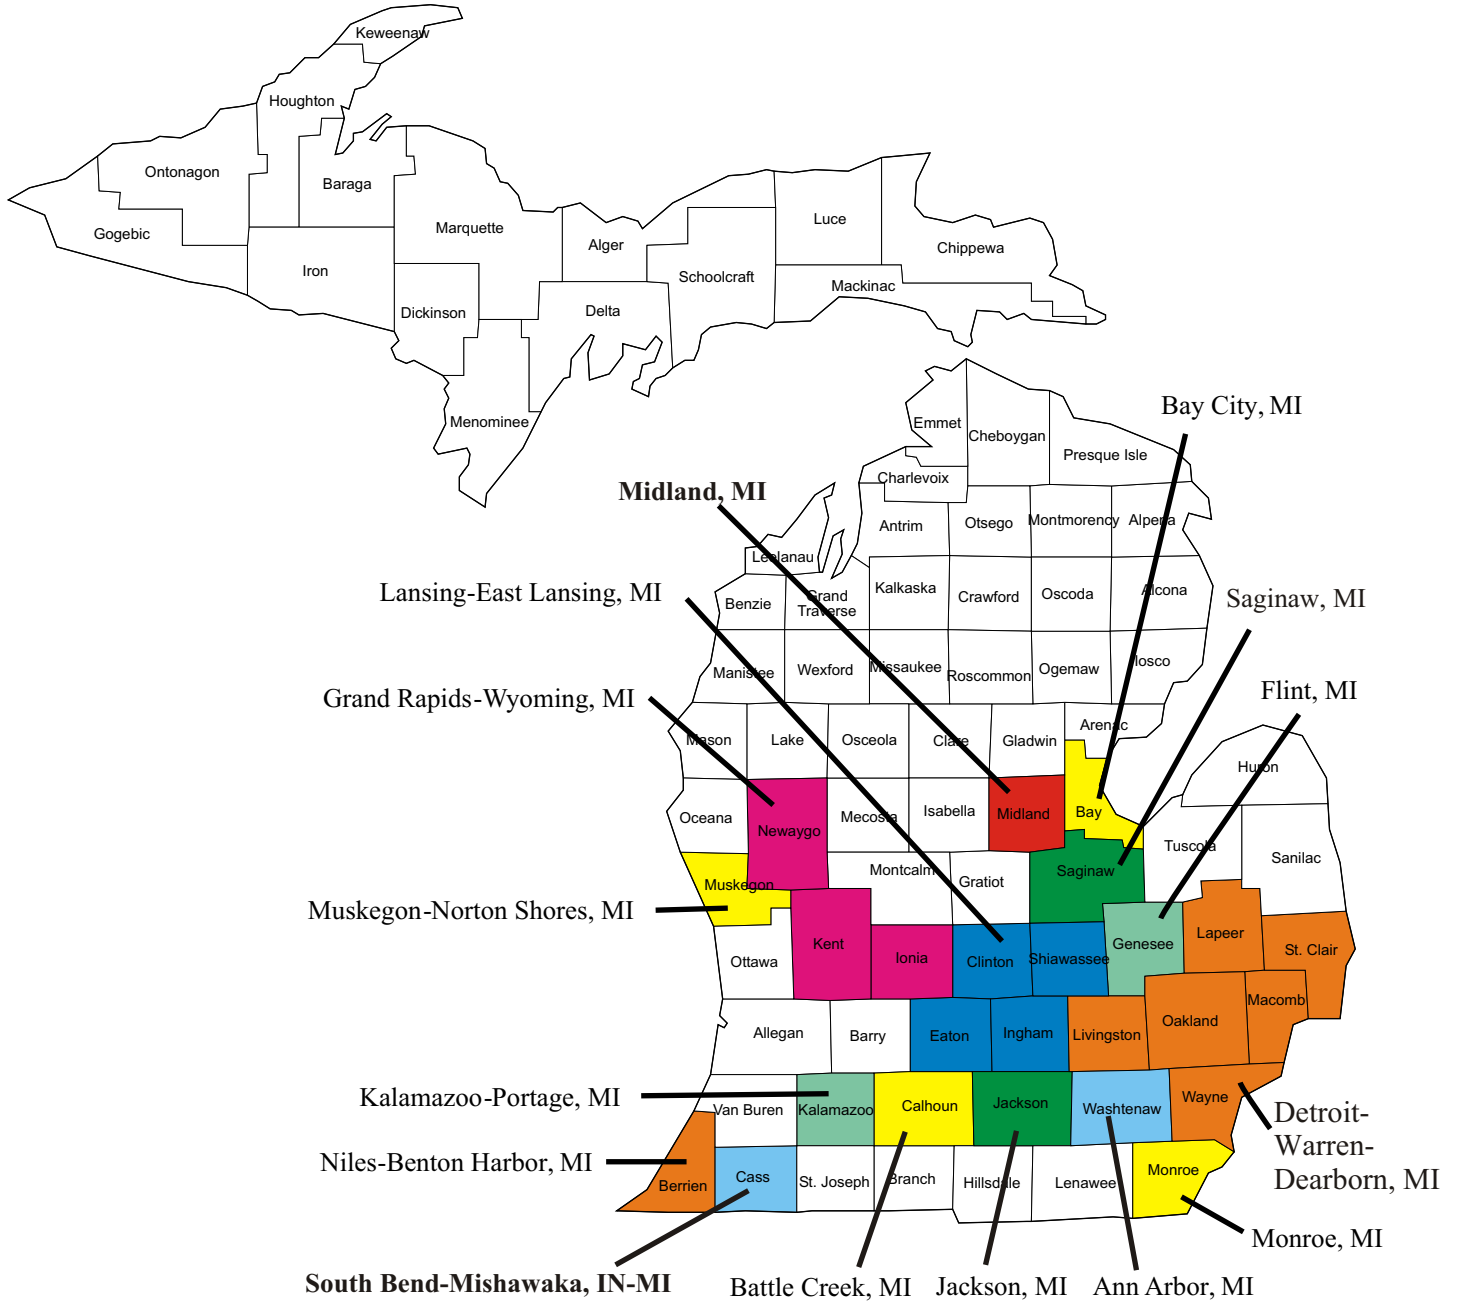 Keweenaw
Houghton
Ontonagon
Baraga
Gogebic
Marquette
Luce
Alger
Chippewa
Iron
Schoolcraft
Mackinac
Dickinson
Delta
Menominee
Bay City, MI
Emmet
Cheboygan
Presque Isle
Charlevoix
Midland, MI
Antrim
Otsego
Montmorency
Alpena
Leelanau
Lansing-East Lansing, MI
Kalkaska
Crawford
Oscoda
Alcona
Benzie
Grand
Traverse
Saginaw, MI
Manistee
Wexford
Missaukee
Roscommon
Ogemaw
Iosco
Grand Rapids-Wyoming, MI
Flint, MI
Mason
Lake
Osceola
Clare
Gladwin
Arenac
Huron
Oceana
Newaygo
Mecosta
Isabella
Midland
Bay
Tuscola
Sanilac
Muskegon
Montcalm
Gratiot
Saginaw
Muskegon-Norton Shores, MI
Ottawa
Kent
Ionia
Clinton
Shiawassee
Genesee
Lapeer
St. Clair
Allegan
Barry
Eaton
Ingham
Livingston
Oakland
Macomb
Kalamazoo-Portage, MI
Van Buren
Kalamazoo
Calhoun
Jackson
Washtenaw
Wayne
Detroit-
Warren-
Dearborn, MI
Niles-Benton Harbor, MI
Berrien
Cass
St. Joseph
Branch
Hillsdale
Lenawee
Monroe
Monroe, MI
South Bend-Mishawaka, IN-MI
Battle Creek, MI
Jackson, MI
Ann Arbor, MI